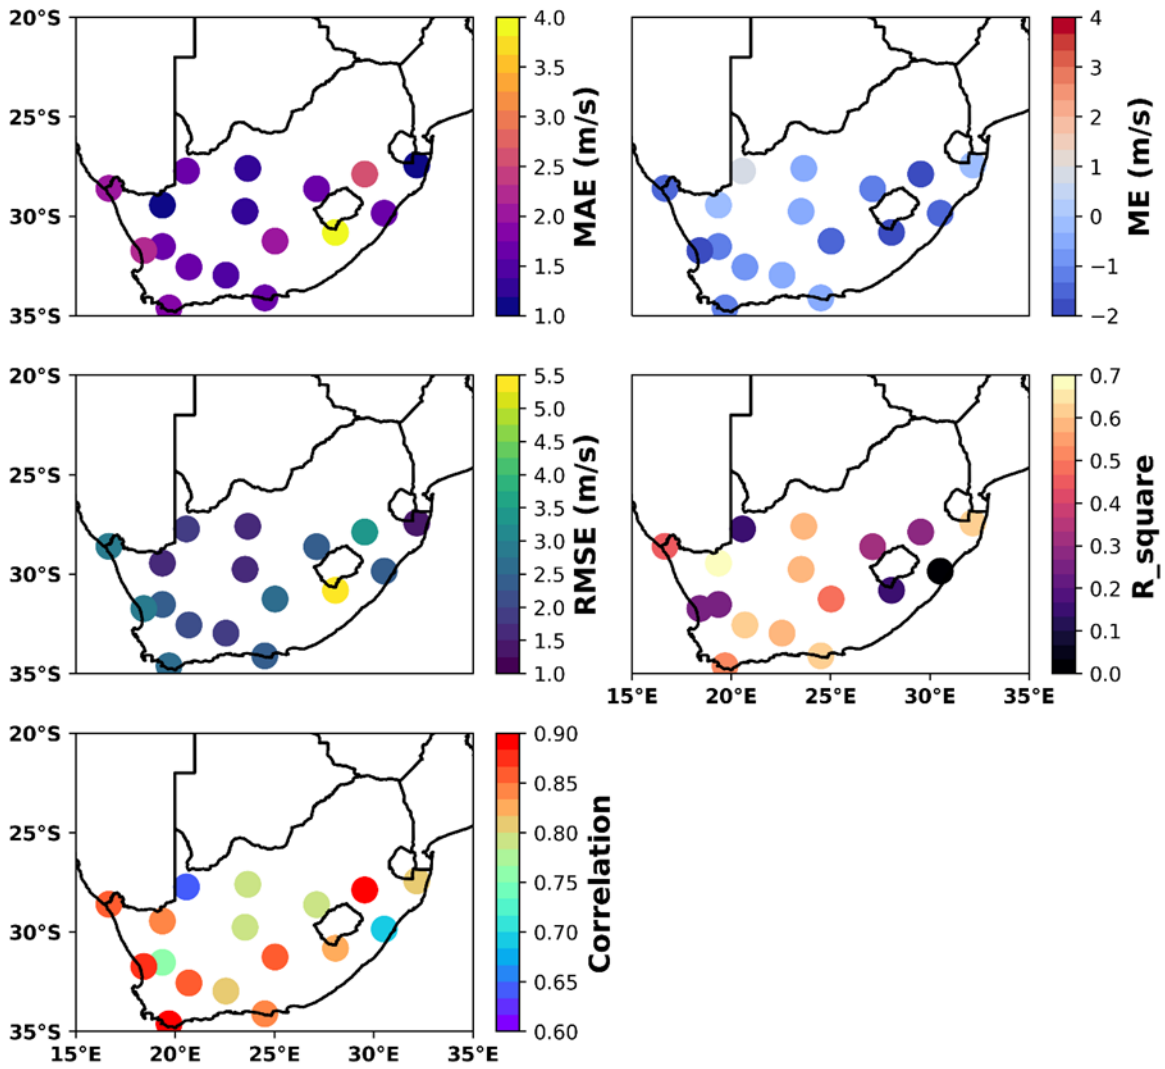 20°S
25°S
30°S
35°S
4.0
3.5
3.0
2.5
2.0
1.5
1.0
MAE (m/s)
4
3
2
1
0
−1
−2
ME (m/s)
20°S
25°S
30°S
35°S
5.5
5.0
4.5
4.0
3.5
3.0
2.5
2.0
1.5
1.0
RMSE (m/s)
15°E 20°E 25°E 30°E 35°E
0.7
0.6
0.5
0.4
0.3
0.2
0.1
0.0
R_square
20°S
25°S
30°S
35°S
15°E 20°E 25°E 30°E 35°E
0.90
0.85
0.80
0.75
0.70
0.65
0.60
Correlation